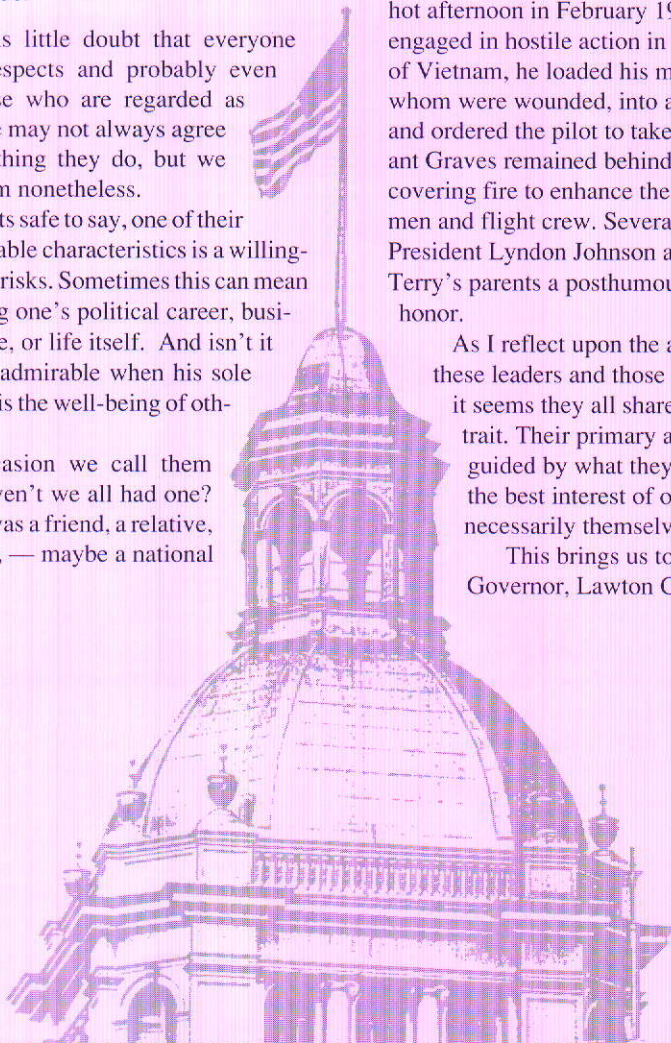 s little doubt that everyone
espects and probably even
e who are regarded as
e may not always agree
thing they do, but we
m nonetheless.
ts safe to say, one of their
able characteristics is a willing-
risks. Sometimes this can mean
g one's political career, busi-
e, or life itself. And isn't it
admirable when his sole
is the well-being of oth-
casion we call them
ven't we all had one?
was a friend, a relative,
, — maybe a national
hot afternoon in February 19
engaged in hostile action in
of Vietnam, he loaded his m
whom were wounded, into a
and ordered the pilot to take
ant Graves remained behind
covering fire to enhance the
men and flight crew. Severa
President Lyndon Johnson a
Terry's parents a posthumou
honor.
As I reflect upon the a
these leaders and those
it seems they all share
trait. Their primary a
guided by what they
the best interest of o
necessarily themselv
This brings us to
Governor, Lawton C